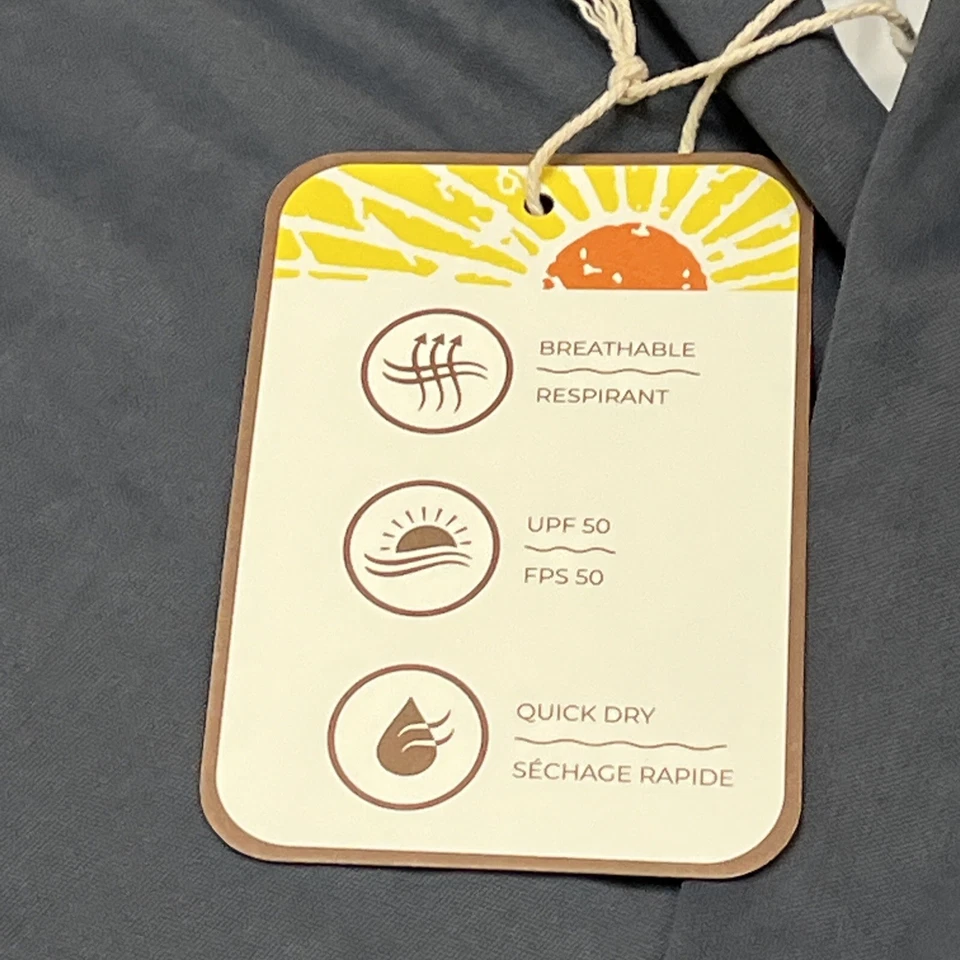 BREATHABLE
RESPIRANT
UPF 50
FPS 50
QUICK DRY
SÉCHAGE RAPIDE